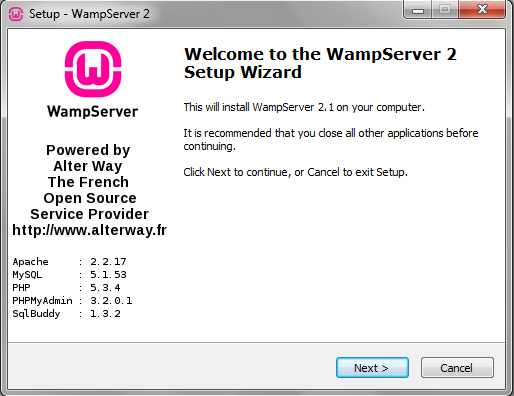 Setup - WampServer 2
WampServer
Powered by
Alter Way
The French
Open Source
Service Provider
http://www.alterway.fr
Apache : 2.2.17
MySQL : 5.1.53
PHP : 5.3.4
PHPMyAdmin : 3.2.0.1
SqlBuddy : 1.3.2
Welcome to the WampServer 2
Setup Wizard
This will install WampServer 2.1 on your computer.
It is recommended that you close all other applications before
continuing.
Click Next to continue, or Cancel to exit Setup.
Next >
Cancel